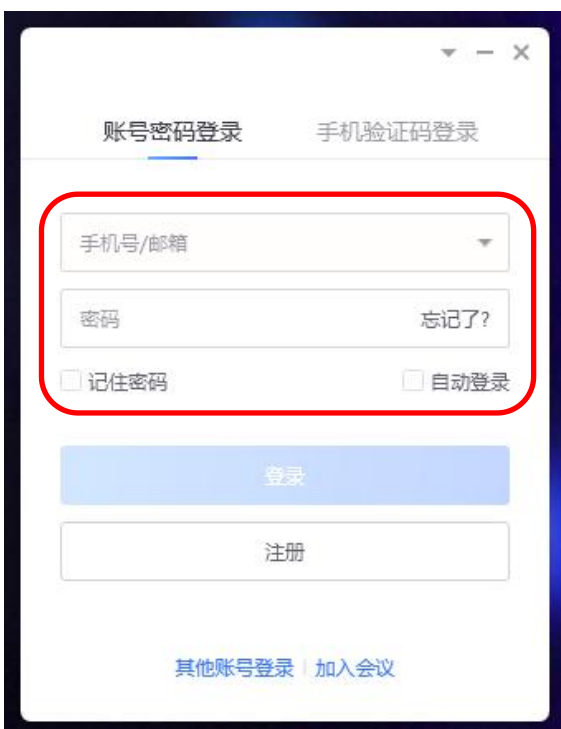 账号密码登录 手机验证码登录
手机号/邮箱
密码 忘记了?
记住密码 自动登录
登录
注册
其他账号登录 加入会议